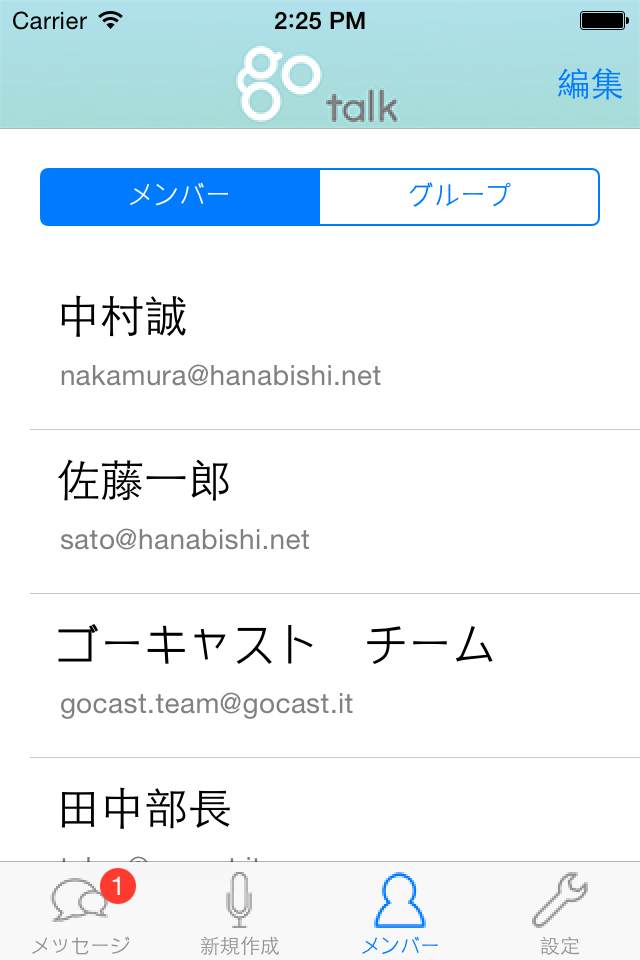 Carrier 2:25 PM
go talk 編集
メンバー グループ
中村誠
nakamura@hanabishi.net
佐藤一郎
sato@hanabishi.net
ゴーキャスト　チーム
gocast.team@gocast.it
田中部長
1
メッセージ 新規作成 メンバー 設定